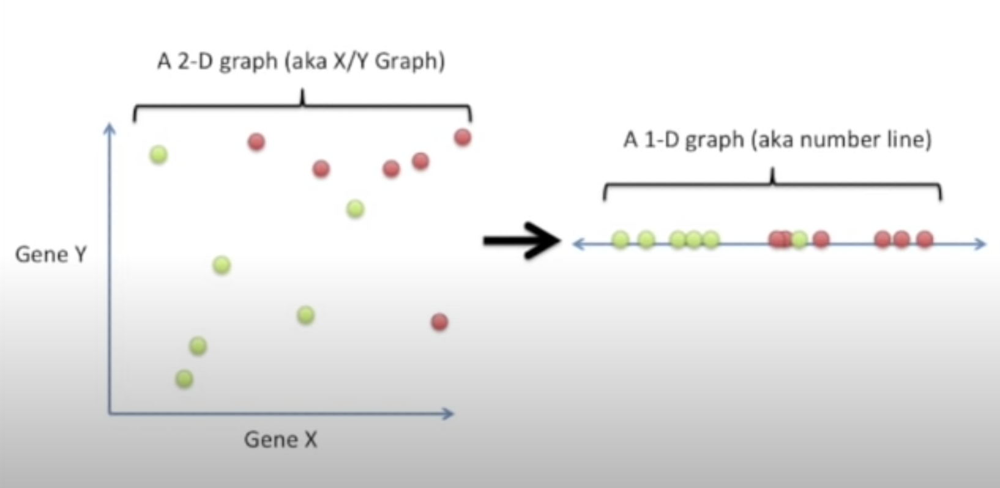 A 2-D graph (aka X/Y Graph)
A 1-D graph (aka number line)
Gene Y
Gene X